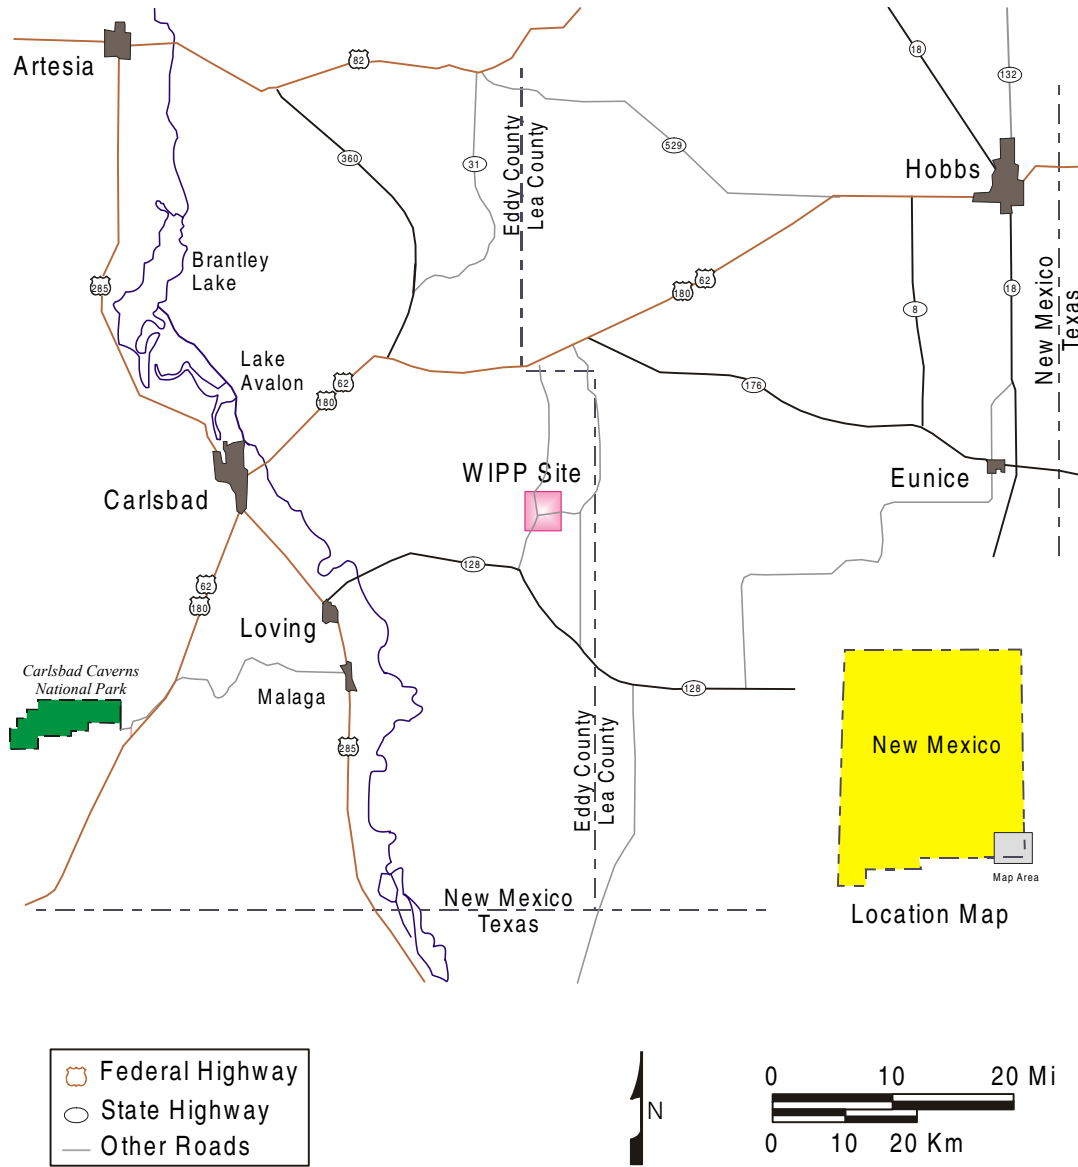 18
132
82
Artesia
360
31
529
Hobbs
Eddy County
Lea County
Brantley
Lake
285
62
180
18
8
New Mexico
Texas
Lake
Avalon
62
180
176
WIPP Site
Eunice
Carlsbad
128
62
180
Loving
Carlsbad Caverns
National Park
Malaga
128
285
Eddy County
Lea County
New Mexico
Map Area
New Mexico
Texas
Location Map
Federal Highway
State Highway
Other Roads
N
0 10 20 Mi
0 10 20 Km